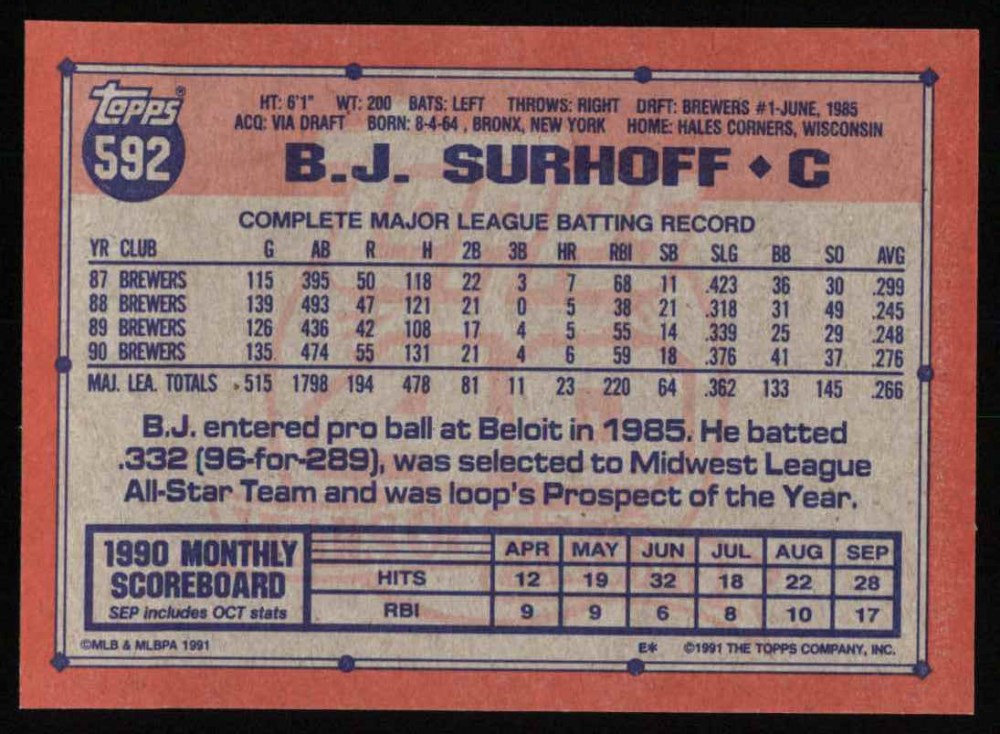 topps®
592
HT: 6'1" WT: 200 BATS: LEFT THROWS: RIGHT DRFT: BREWERS #1-JUNE, 1985
ACQ: VIA DRAFT BORN: 8-4-64, BRONX, NEW YORK HOME: HALES CORNERS, WISCONSIN
B.J. SURHOFF ♦ C
COMPLETE MAJOR LEAGUE BATTING RECORD
YR CLUB G AB R H 2B 3B HR RBI SB SLG BB SO AVG
87 BREWERS 115 395 50 118 22 3 7 68 11 .423 36 30 .299
88 BREWERS 139 493 47 121 21 0 5 38 21 .318 31 49 .245
89 BREWERS 126 436 42 108 17 4 5 55 14 .339 25 29 .248
90 BREWERS 135 474 55 131 21 4 6 59 18 .376 41 37 .276
MAJ. LEA. TOTALS 515 1798 194 478 81 11 23 220 64 .362 133 145 .266
B.J. entered pro ball at Beloit in 1985. He batted
.332 (96-for-289), was selected to Midwest League
All-Star Team and was loop's Prospect of the Year.
1990 MONTHLY
SCOREBOARD
SEP includes OCT stats
APR MAY JUN JUL AUG SEP
HITS 12 19 32 18 22 28
RBI 9 9 6 8 10 17
©MLB & MLBPA 1991 E* ©1991 THE TOPPS COMPANY, INC.